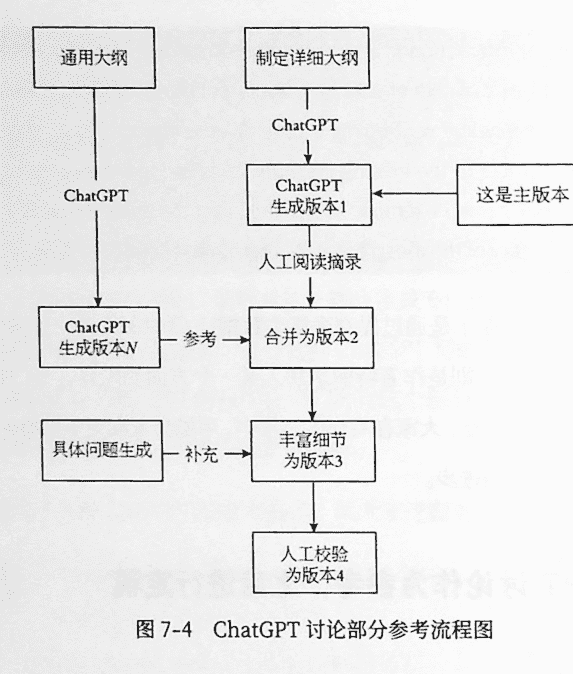 通用大纲
制定详细大纲
ChatGPT
ChatGPT
ChatGPT
生成版本1
这是主版本
人工阅读摘录
ChatGPT
生成版本N
参考
合并为版本2
具体问题生成
补充
丰富细节
为版本3
人工校验
为版本4
图 7-4 ChatGPT 讨论部分参考流程图